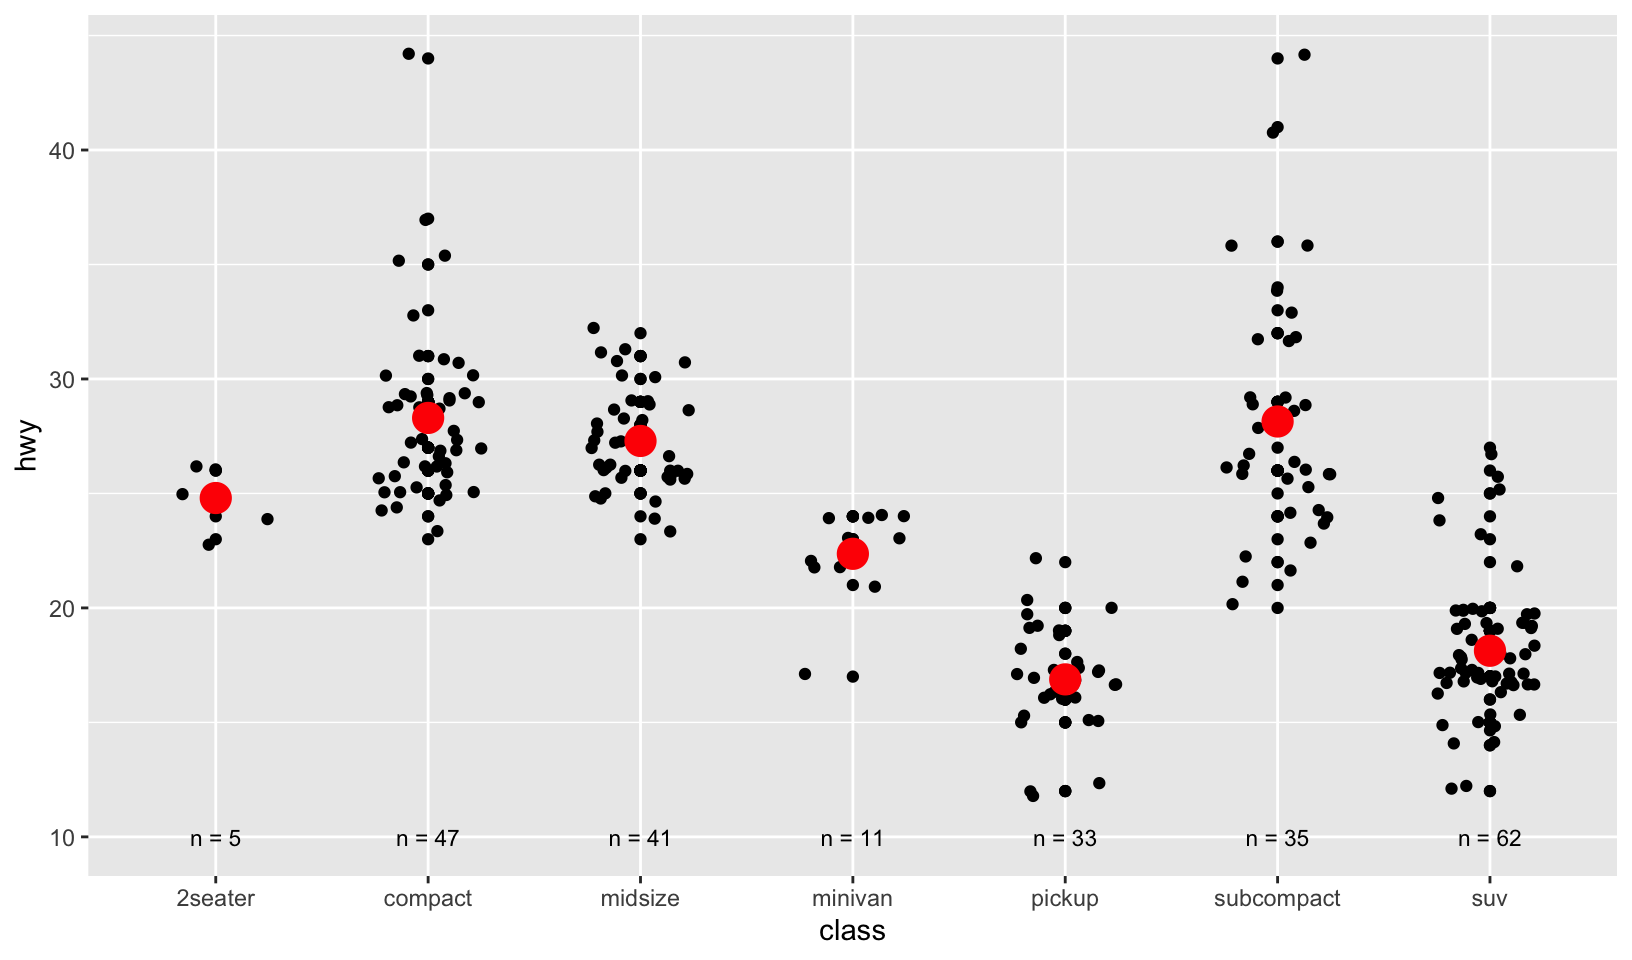 40
30
20
10
hwy
n = 5 n = 47 n = 41 n = 11 n = 33 n = 35 n = 62
2seater compact midsize minivan pickup subcompact suv
class